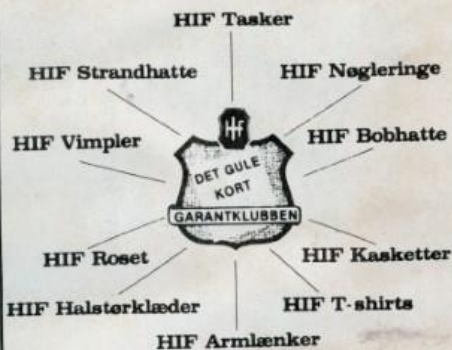 HIF Tasker
HIF Strandhatte
HIF Nøgleringe
HIF Vimpler
HIF Bobhatte
HIF
DET GULE
KORT
GARANTKLUBBEN
HIF Roset
HIF Kasketter
HIF Halstørklæder
HIF T-shirts
HIF Armlænker